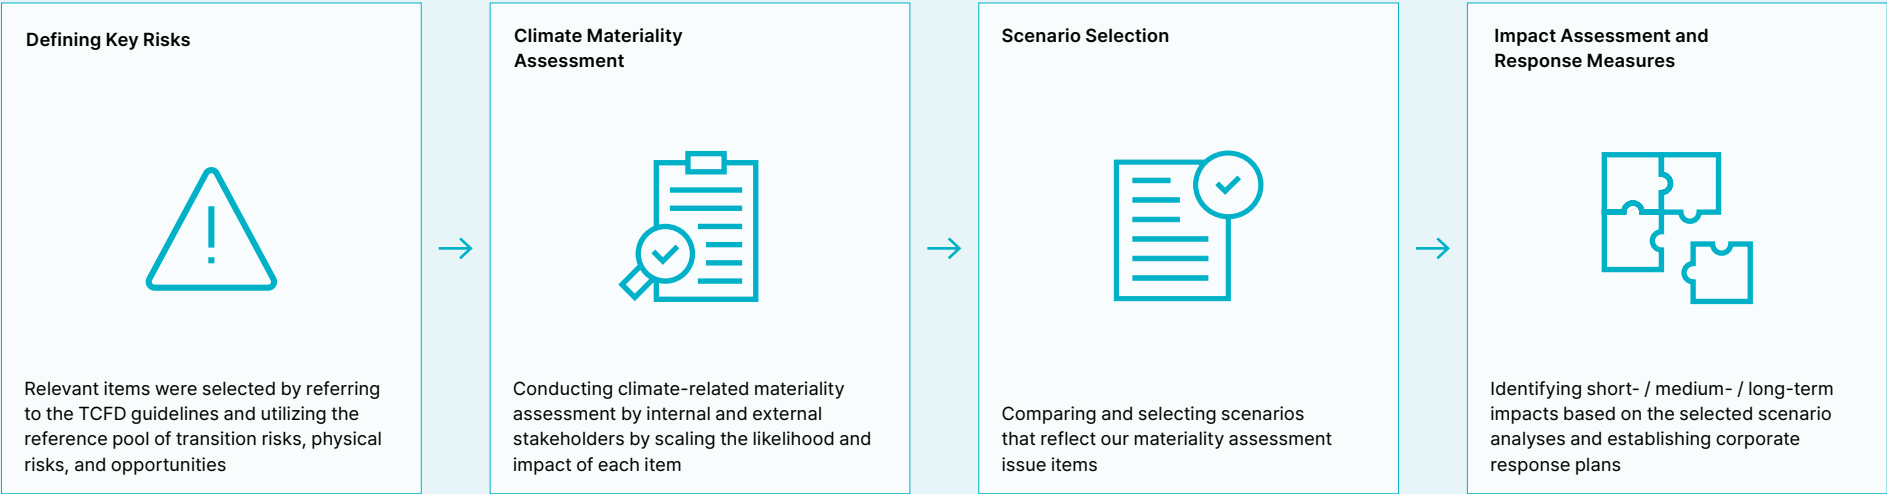 Defining Key Risks
Relevant items were selected by referring
to the TCFD guidelines and utilizing the
reference pool of transition risks, physical
risks, and opportunities
Climate Materiality
Assessment
Conducting climate-related materiality
assessment by internal and external
stakeholders by scaling the likelihood and
impact of each item
Scenario Selection
Comparing and selecting scenarios
that reflect our materiality assessment
issue items
Impact Assessment and
Response Measures
Identifying short- / medium- / long-term
impacts based on the selected scenario
analyses and establishing corporate
response plans